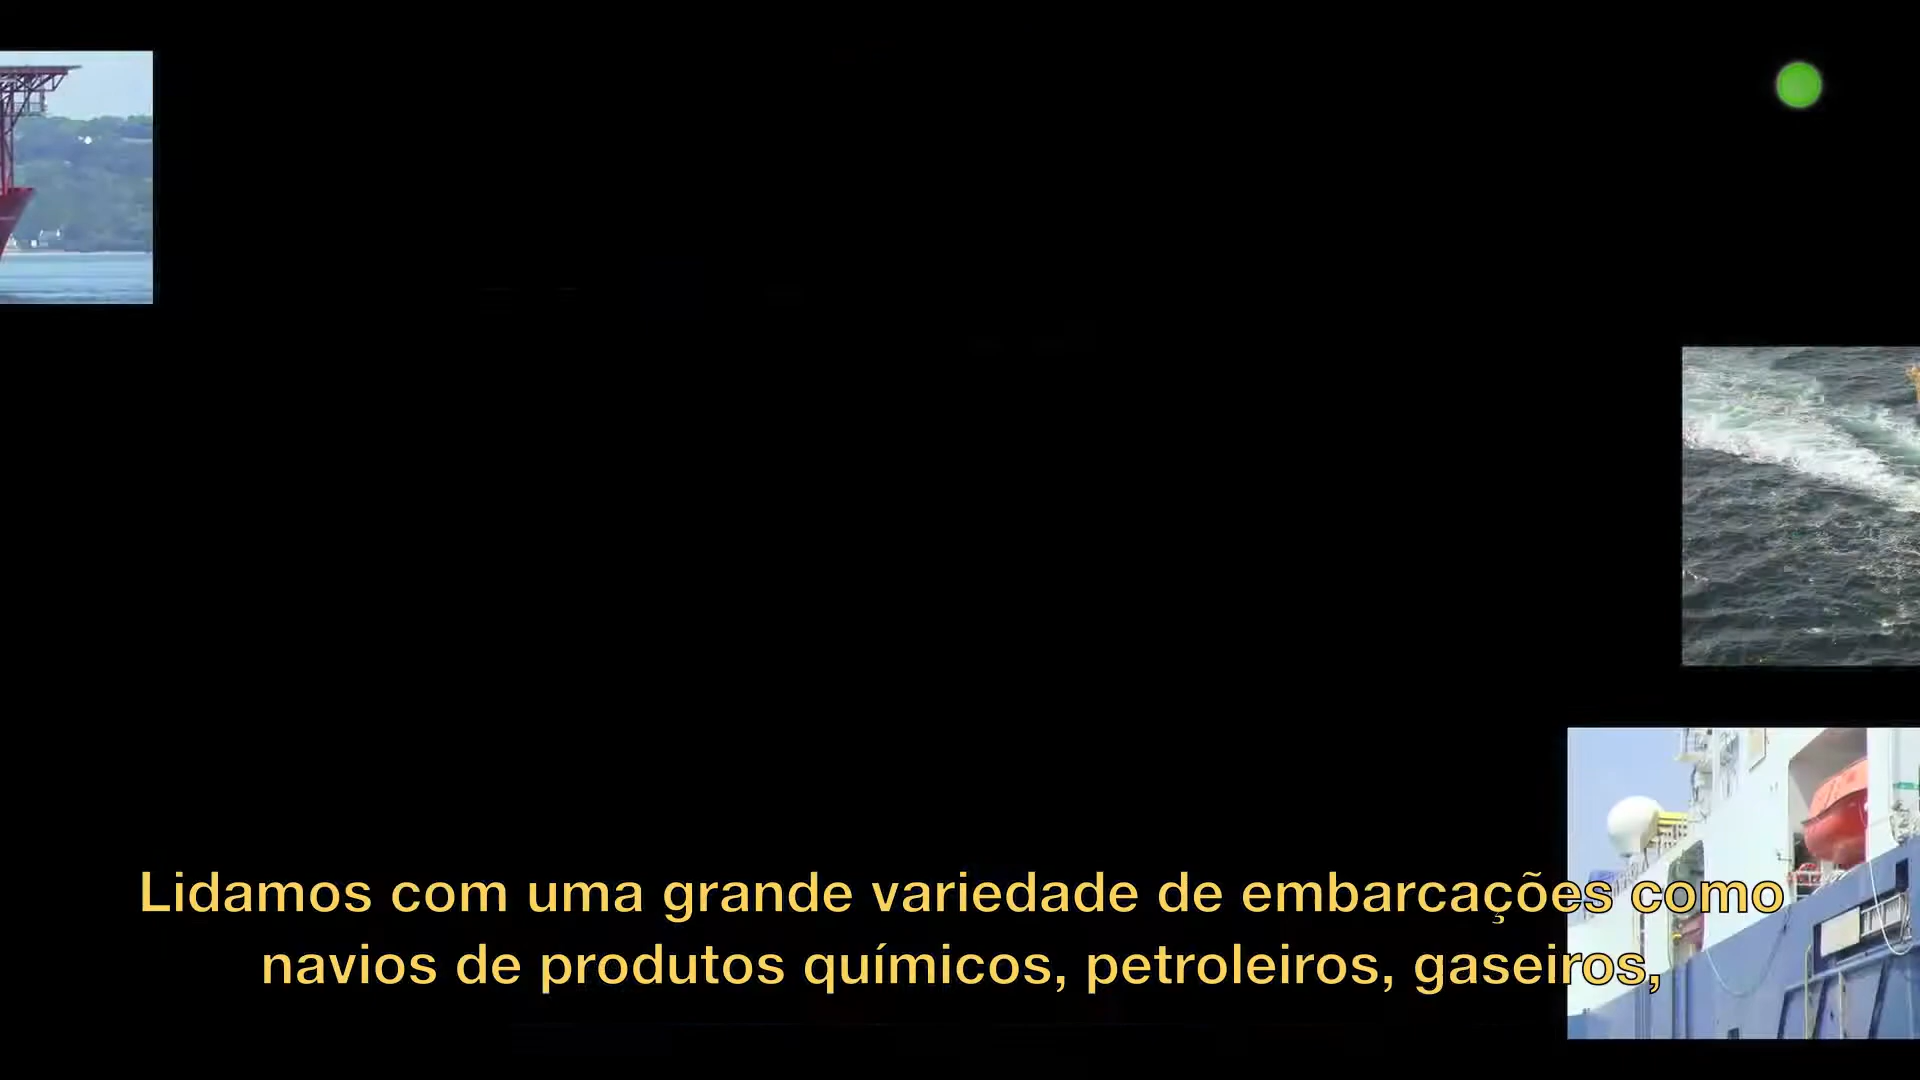 Lidamos com uma grande variedade de embarcações como
navios de produtos químicos, petroleiros, gaseiros,